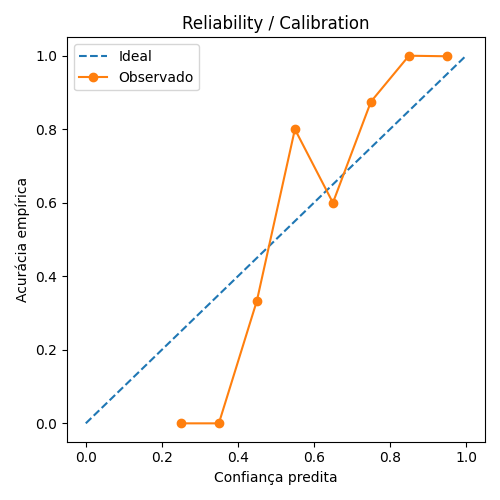 Reliability / Calibration
Ideal
Observado
1.0
0.8
0.6
0.4
0.2
0.0
Acurácia empírica
0.0 0.2 0.4 0.6 0.8 1.0
Confiança predita